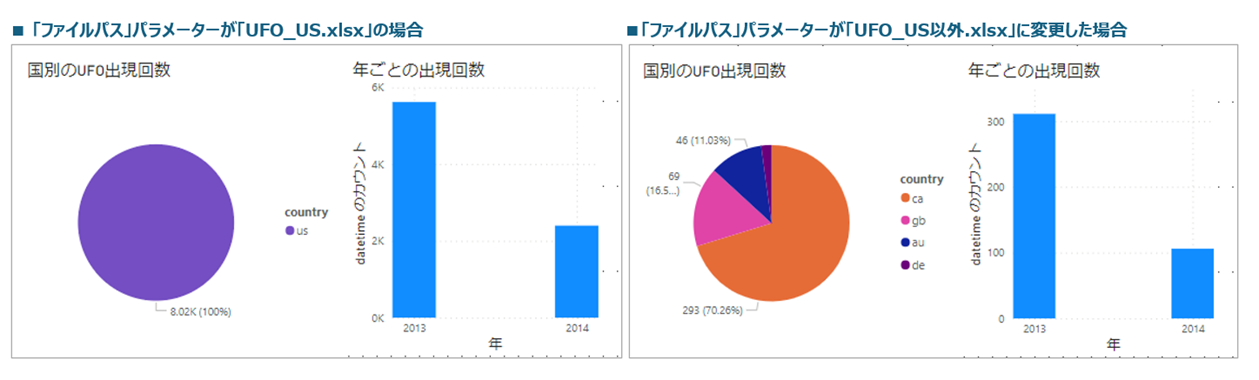 ■ 「ファイルパス」パラメーターが「UFO_US.xlsx」の場合
国別のUFO出現回数
8.02K (100%)
country
us
年ごとの出現回数
datetime のカウント
6K
4K
2K
0K
2013
2014
年
■「ファイルパス」パラメーターが「UFO_US以外.xlsx」に変更した場合
国別のUFO出現回数
46 (11.03%)
69
(16.5...)
293 (70.26%)
country
ca
gb
au
de
年ごとの出現回数
datetime のカウント
300
200
100
0
2013
2014
年